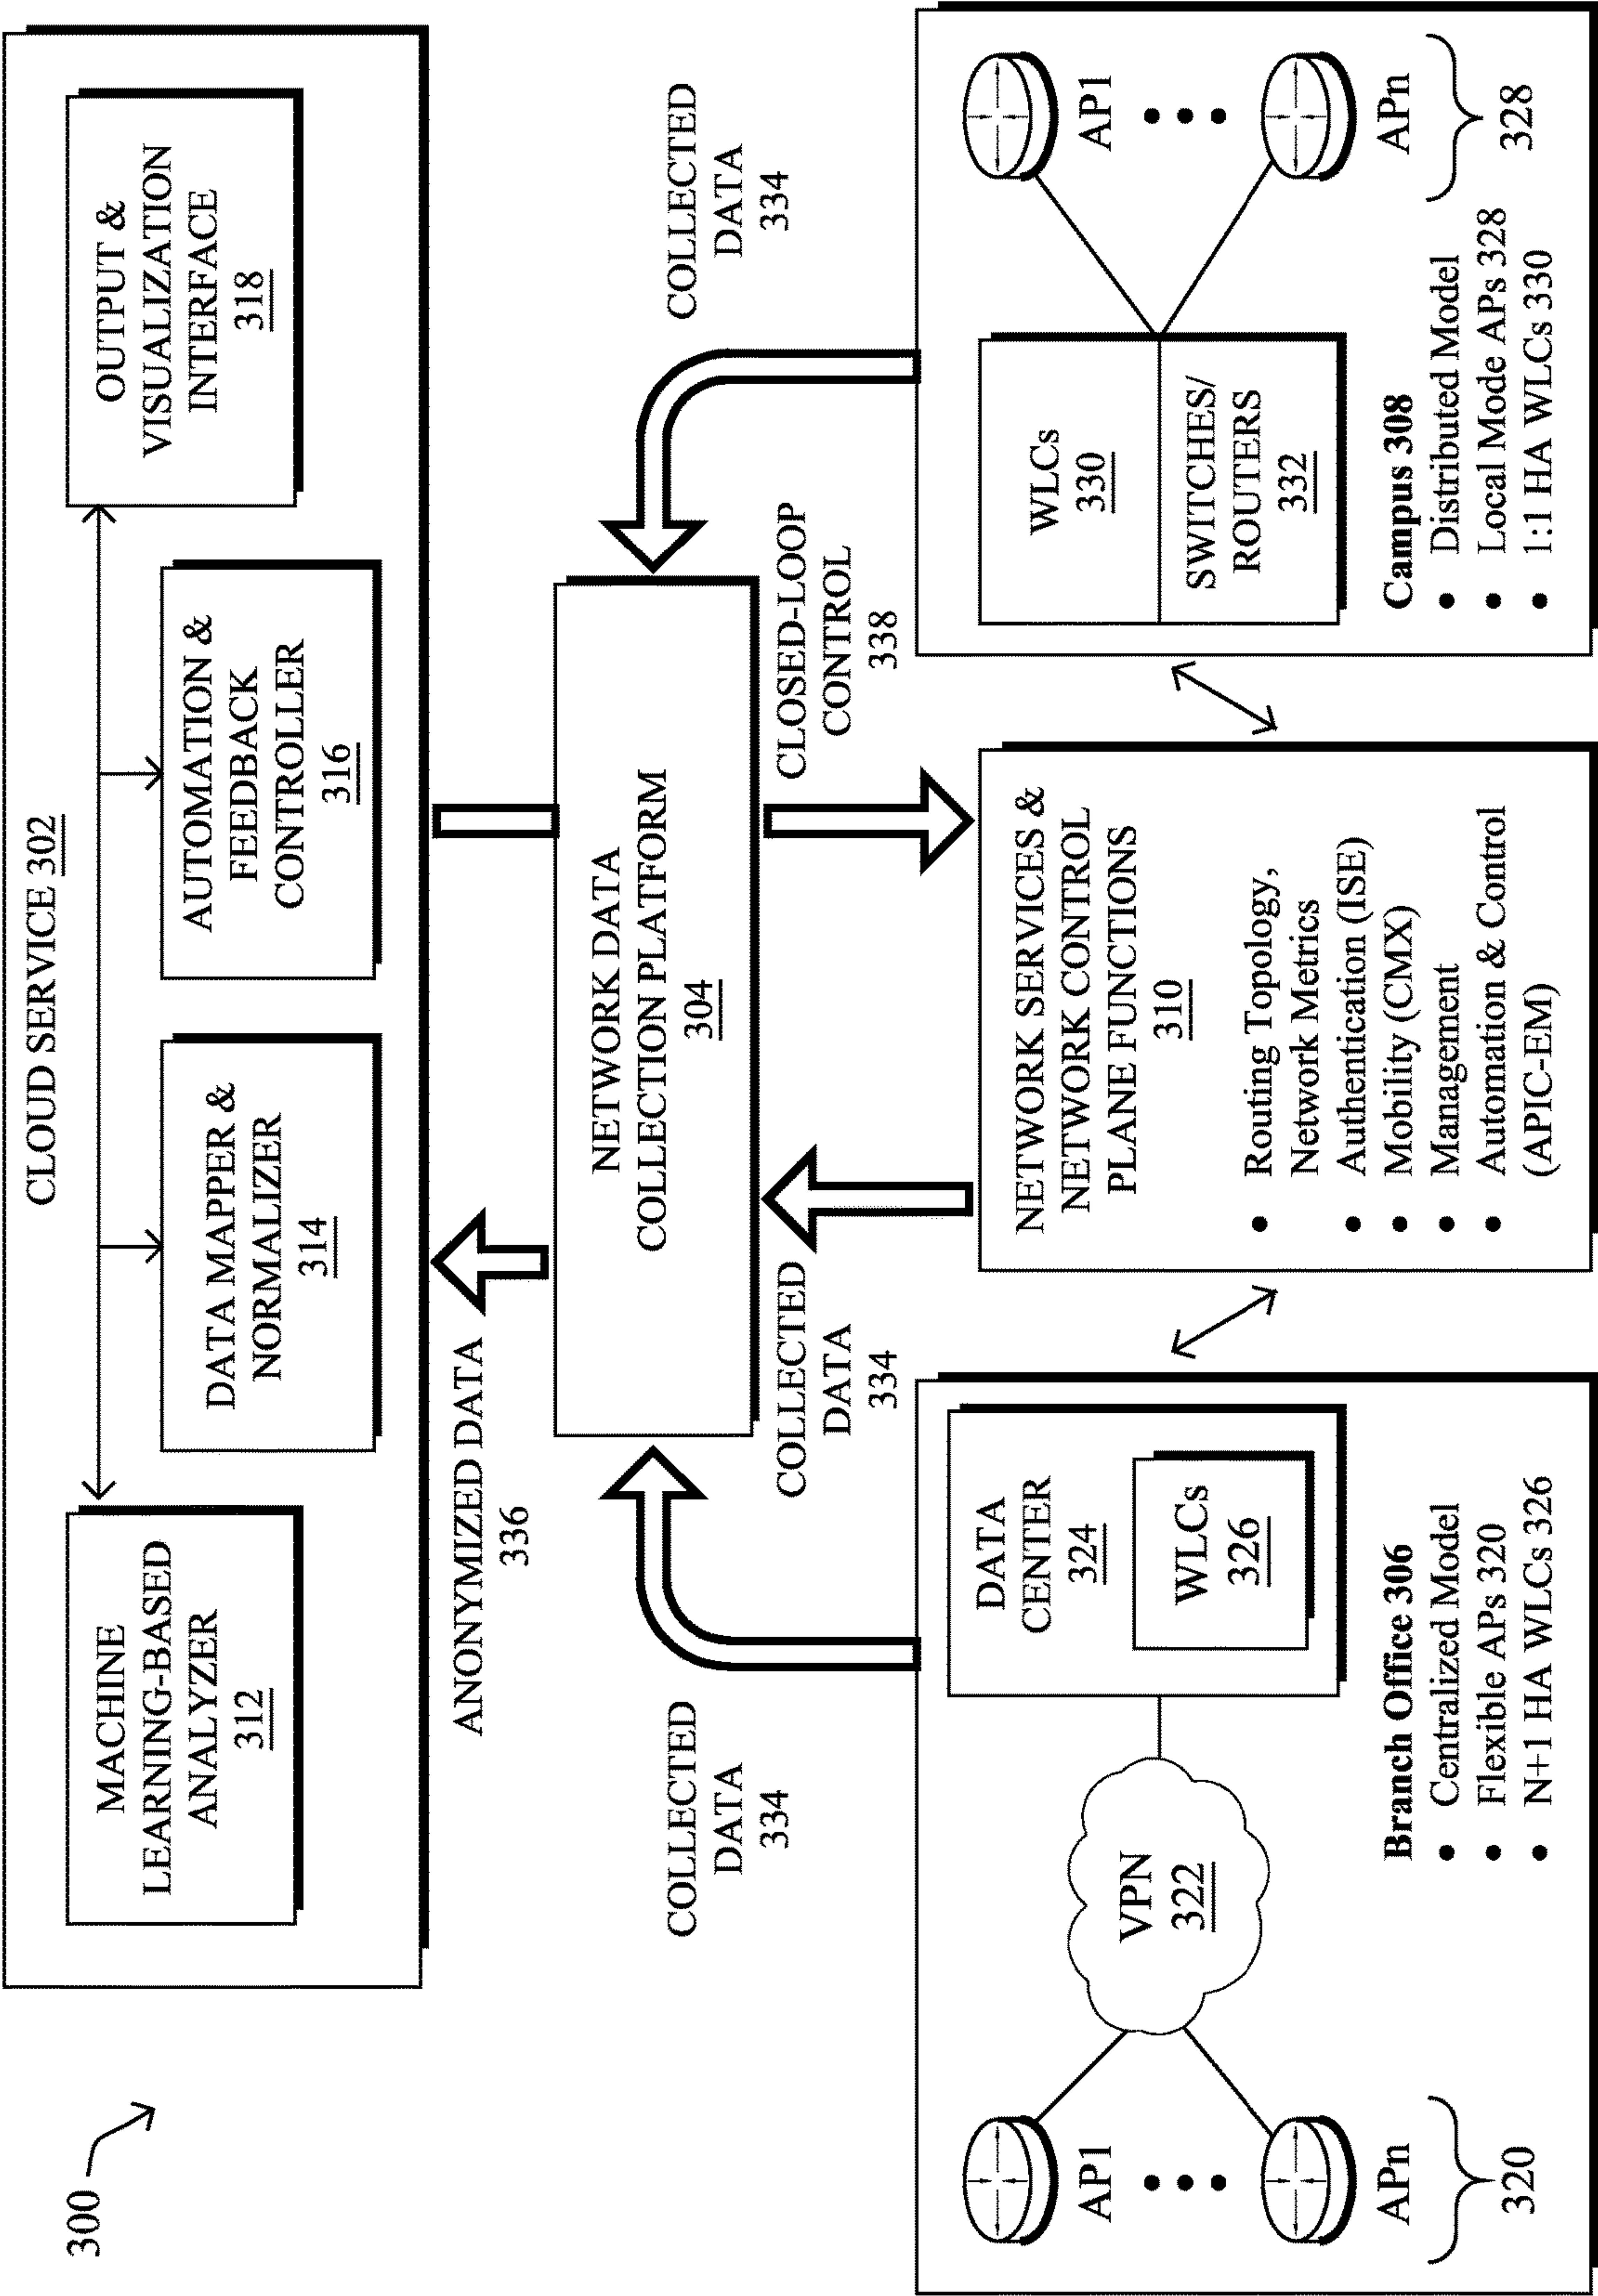 300
CLOUD SERVICE 302
MACHINE
LEARNING-BASED
ANALYZER
312
DATA MAPPER &
NORMALIZER
314
AUTOMATION &
FEEDBACK
CONTROLLER
316
OUTPUT &
VISUALIZATION
INTERFACE
318
ANONYMIZED DATA
336
NETWORK DATA
COLLECTION PLATFORM
304
COLLECTED
DATA
334
COLLECTED
DATA
334
CLOSED-LOOP
CONTROL
338
COLLECTED
DATA
334
AP1
APn
320
VPN
322
DATA
CENTER
324
WLCs
326
Branch Office 306
• Centralized Model
• Flexible APs 320
• N+1 HA WLCs 326
NETWORK SERVICES &
NETWORK CONTROL
PLANE FUNCTIONS
310
• Routing Topology,
Network Metrics
• Authentication (ISE)
• Mobility (CMX)
• Management
• Automation & Control
(APIC-EM)
WLCs
330
SWITCHES/
ROUTERS
332
AP1
APn
328
Campus 308
• Distributed Model
• Local Mode APs 328
• 1:1 HA WLCs 330